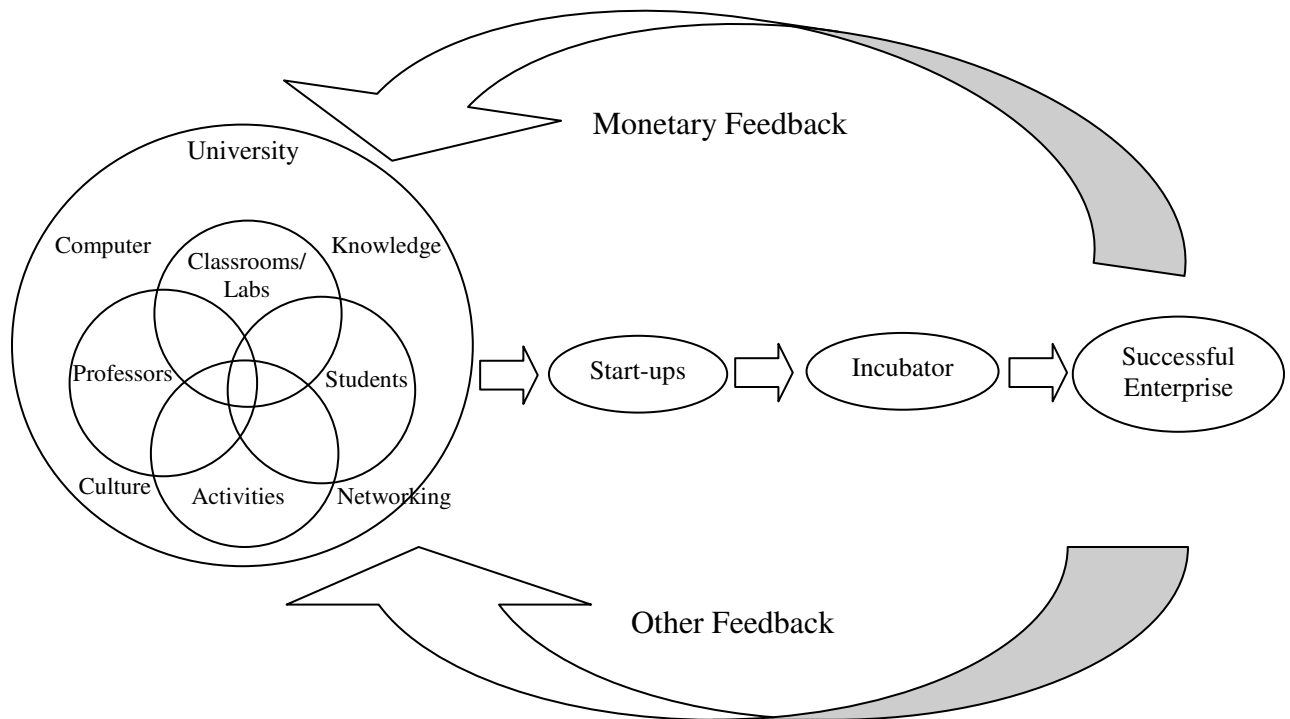 Monetary Feedback
University
Computer
Knowledge
Classrooms/
Labs
Professors
Students
Culture
Activities
Networking
Start-ups
Incubator
Successful
Enterprise
Other Feedback